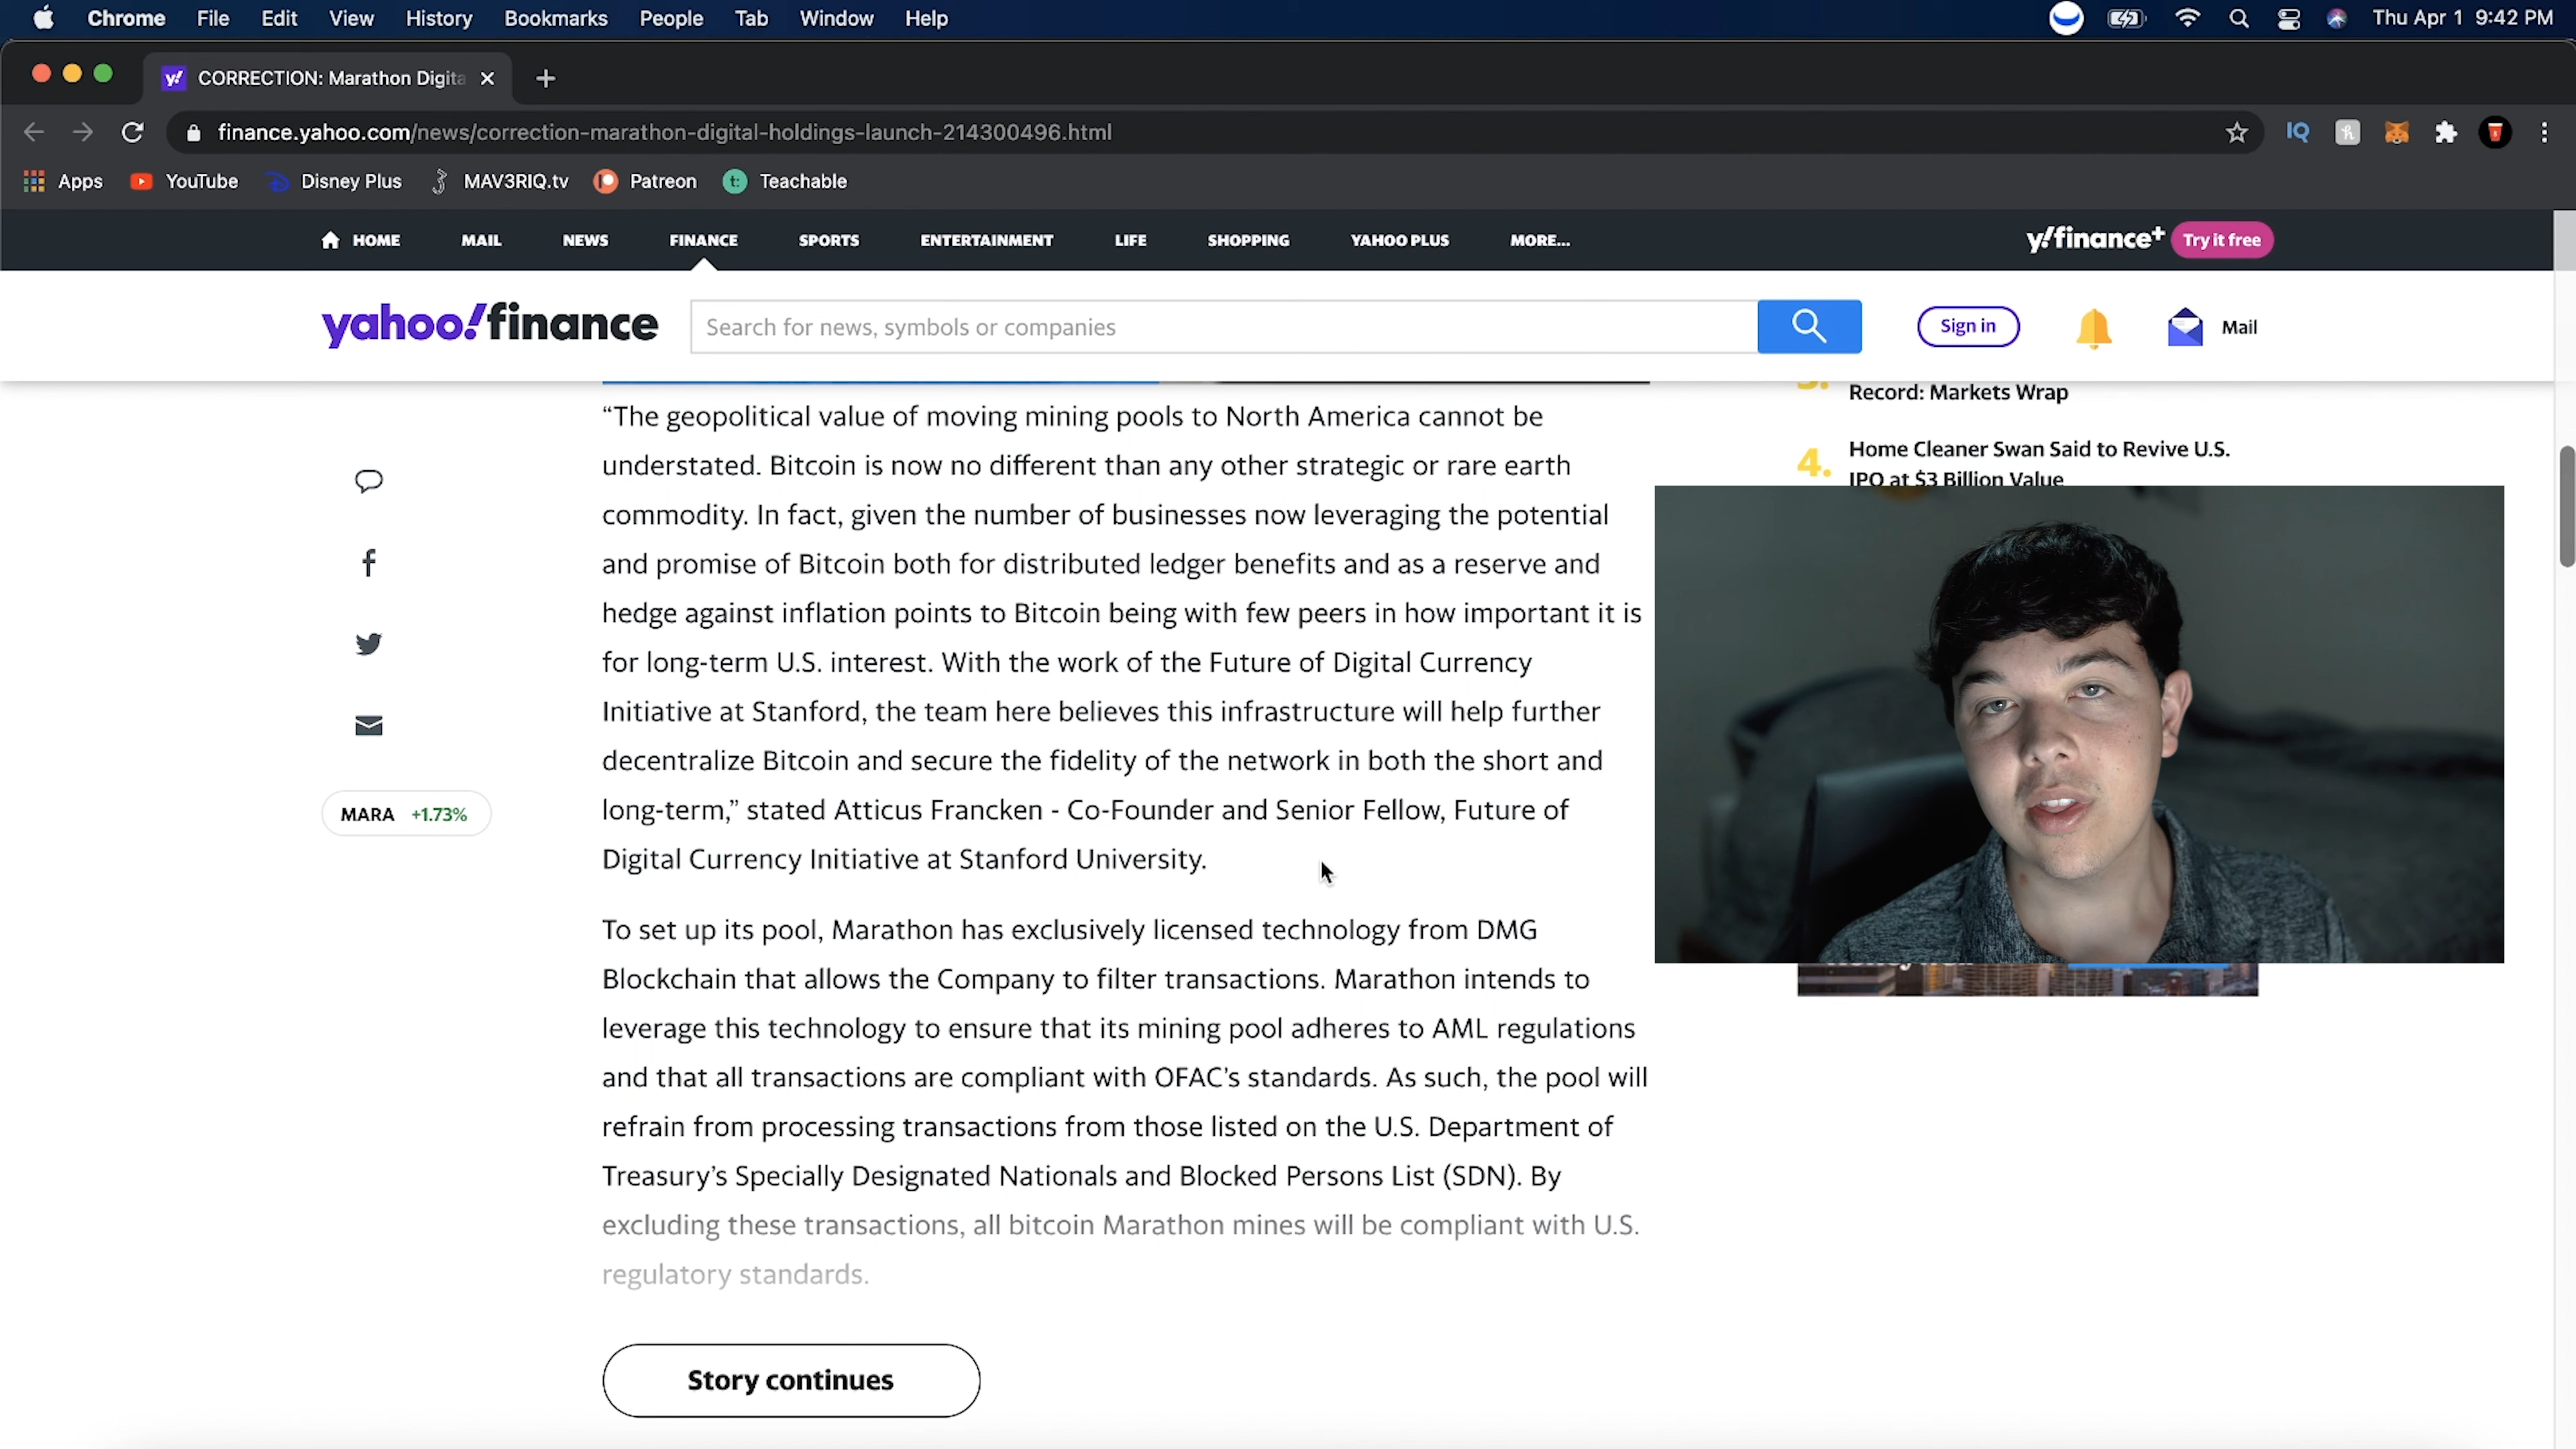 Chrome File Edit View History Bookmarks People Tab Window Help Thu Apr 1 9:42 PM
CORRECTION: Marathon Digita
finance.yahoo.com/news/correction-marathon-digital-holdings-launch-214300496.html
Apps YouTube Disney Plus MAV3RIQ.tv Patreon Teachable
HOME MAIL NEWS FINANCE SPORTS ENTERTAINMENT LIFE SHOPPING YAHOO PLUS MORE... y!finance+ Try it free
yahoo!finance Search for news, symbols or companies Sign in Mail
Record: Markets Wrap
4. Home Cleaner Swan Said to Revive U.S.
IPO at $3 Billion Value
“The geopolitical value of moving mining pools to North America cannot be
understated. Bitcoin is now no different than any other strategic or rare earth
commodity. In fact, given the number of businesses now leveraging the potential
and promise of Bitcoin both for distributed ledger benefits and as a reserve and
hedge against inflation points to Bitcoin being with few peers in how important it is
for long-term U.S. interest. With the work of the Future of Digital Currency
Initiative at Stanford, the team here believes this infrastructure will help further
decentralize Bitcoin and secure the fidelity of the network in both the short and
long-term,” stated Atticus Francken - Co-Founder and Senior Fellow, Future of
Digital Currency Initiative at Stanford University.
MARA +1.73%
To set up its pool, Marathon has exclusively licensed technology from DMG
Blockchain that allows the Company to filter transactions. Marathon intends to
leverage this technology to ensure that its mining pool adheres to AML regulations
and that all transactions are compliant with OFAC’s standards. As such, the pool will
refrain from processing transactions from those listed on the U.S. Department of
Treasury’s Specially Designated Nationals and Blocked Persons List (SDN). By
excluding these transactions, all bitcoin Marathon mines will be compliant with U.S.
regulatory standards.
Story continues